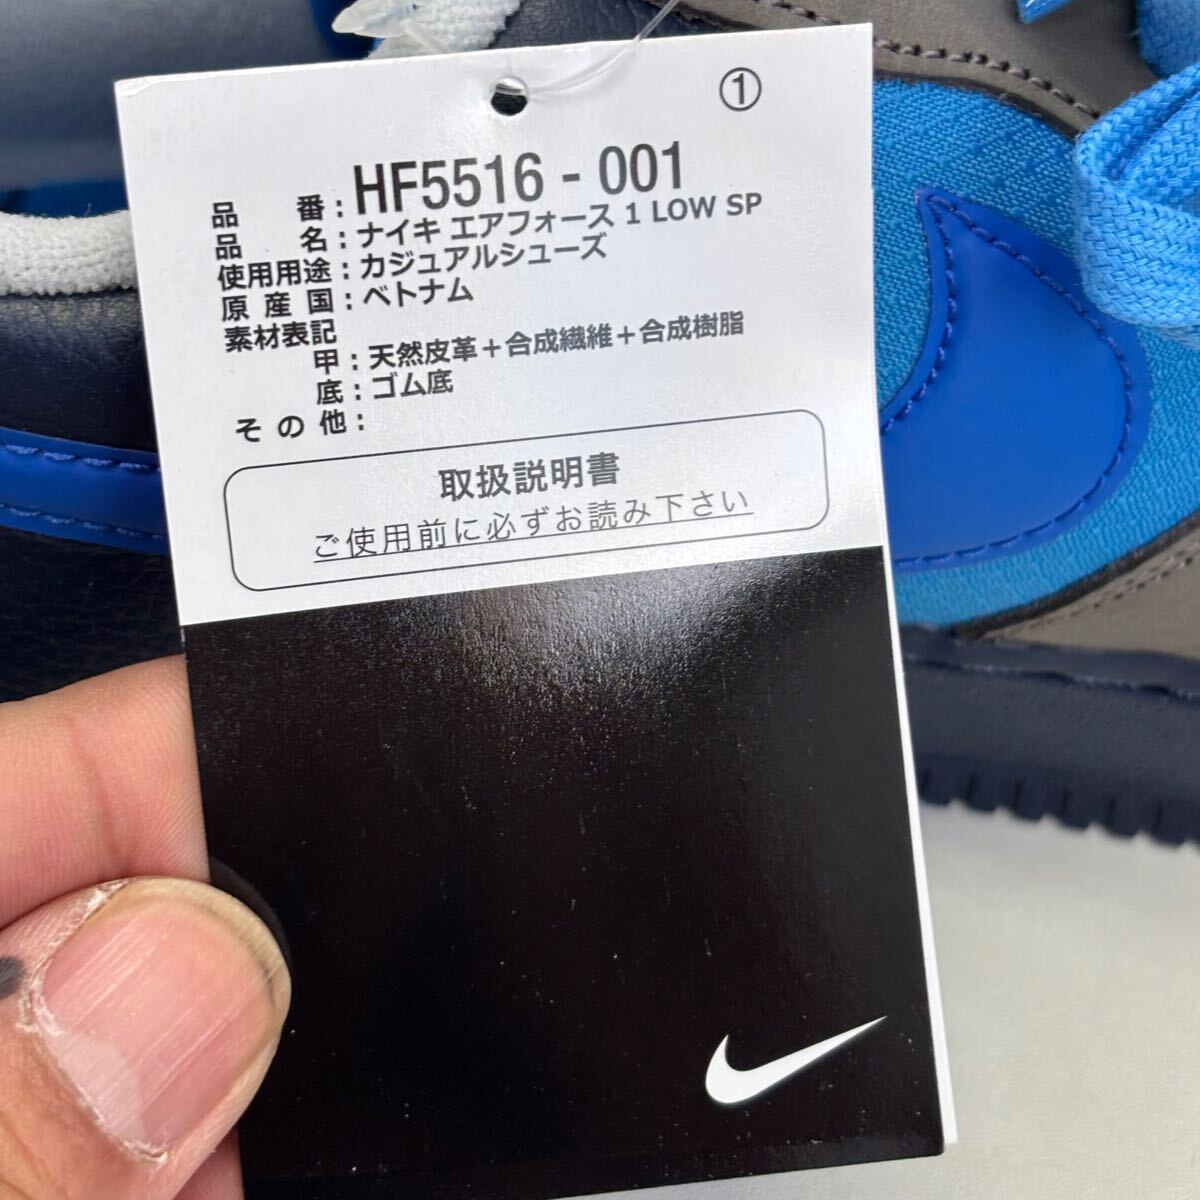 ①
品番:HF5516-001
品名:ナイキ エアフォース 1 LOW SP
使用用途:カジュアルシューズ
原産国:ベトナム
素材表記
甲:天然皮革+合成繊維+合成樹脂
底:ゴム底
その他:
取扱説明書
ご使用前に必ずお読み下さい